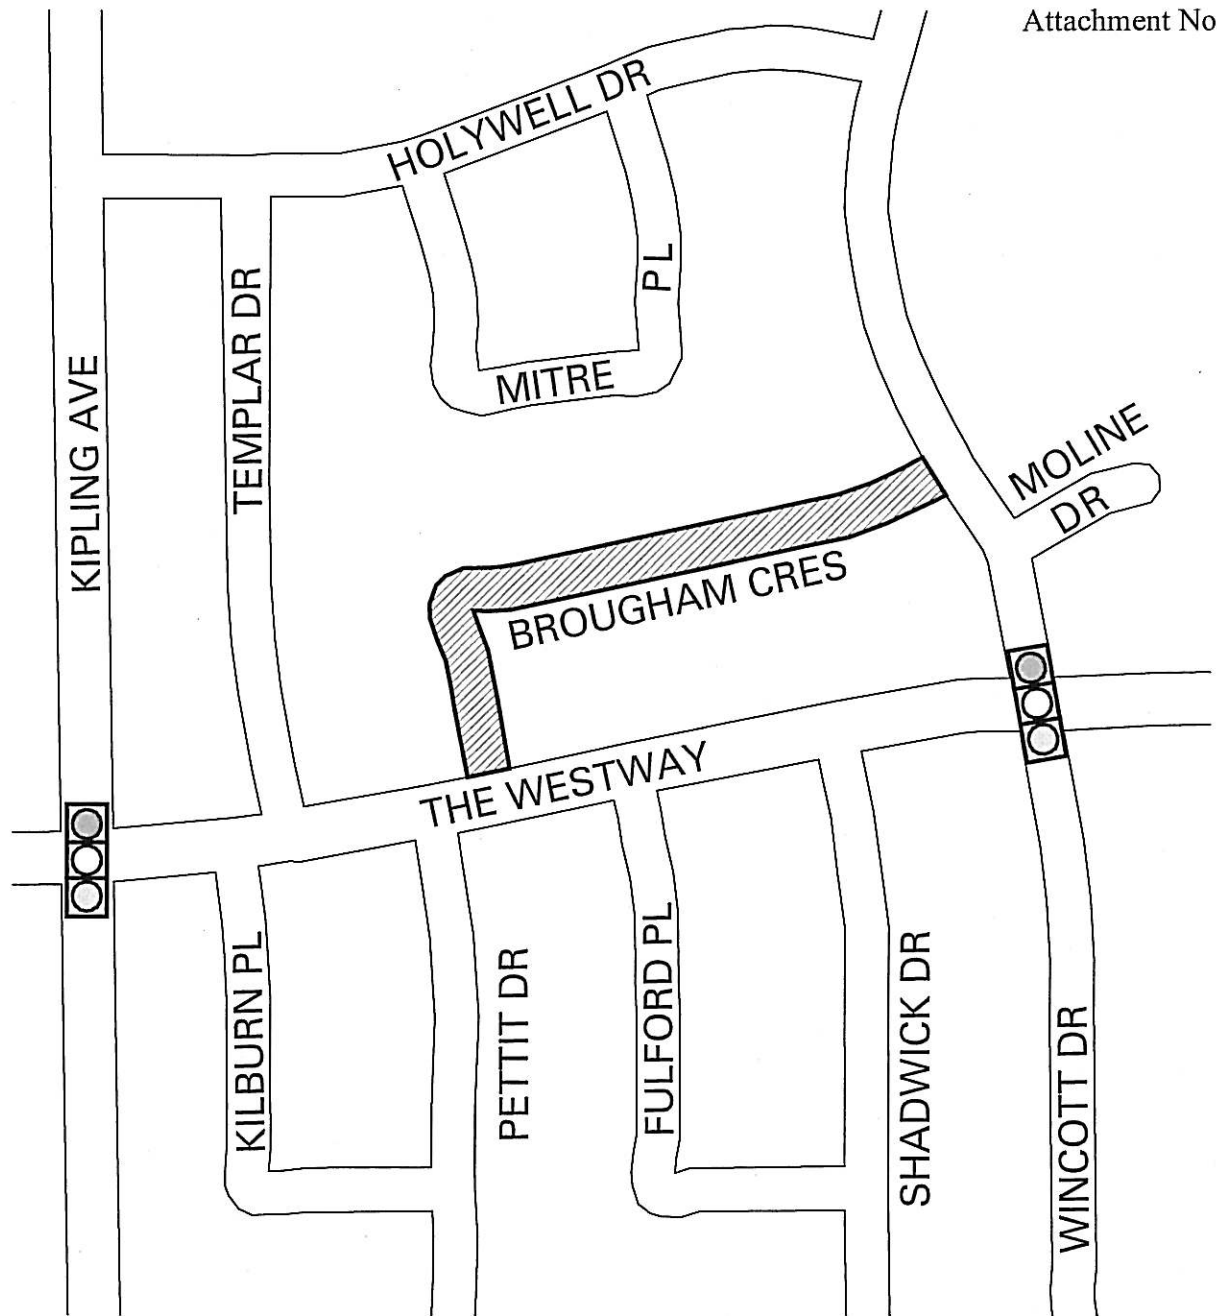 Attachment No
HOLYWELL DR
PL
MITRE
TEMPLAR DR
KIPLING AVE
MOLINE
DR
BROUGHAM CRES
THE WESTWAY
KILBURN PL
PETTIT DR
FULFORD PL
SHADWICK DR
WINCOTT DR